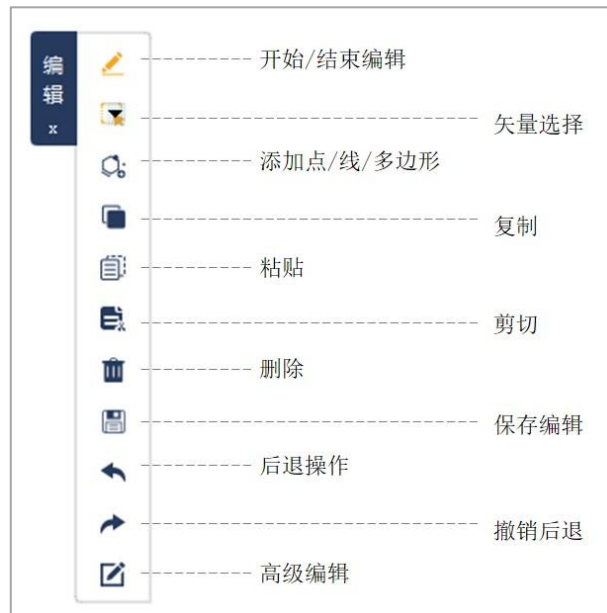 编
辑
x
开始/结束编辑
矢量选择
添加点/线/多边形
复制
粘贴
剪切
删除
保存编辑
后退操作
撤销后退
高级编辑